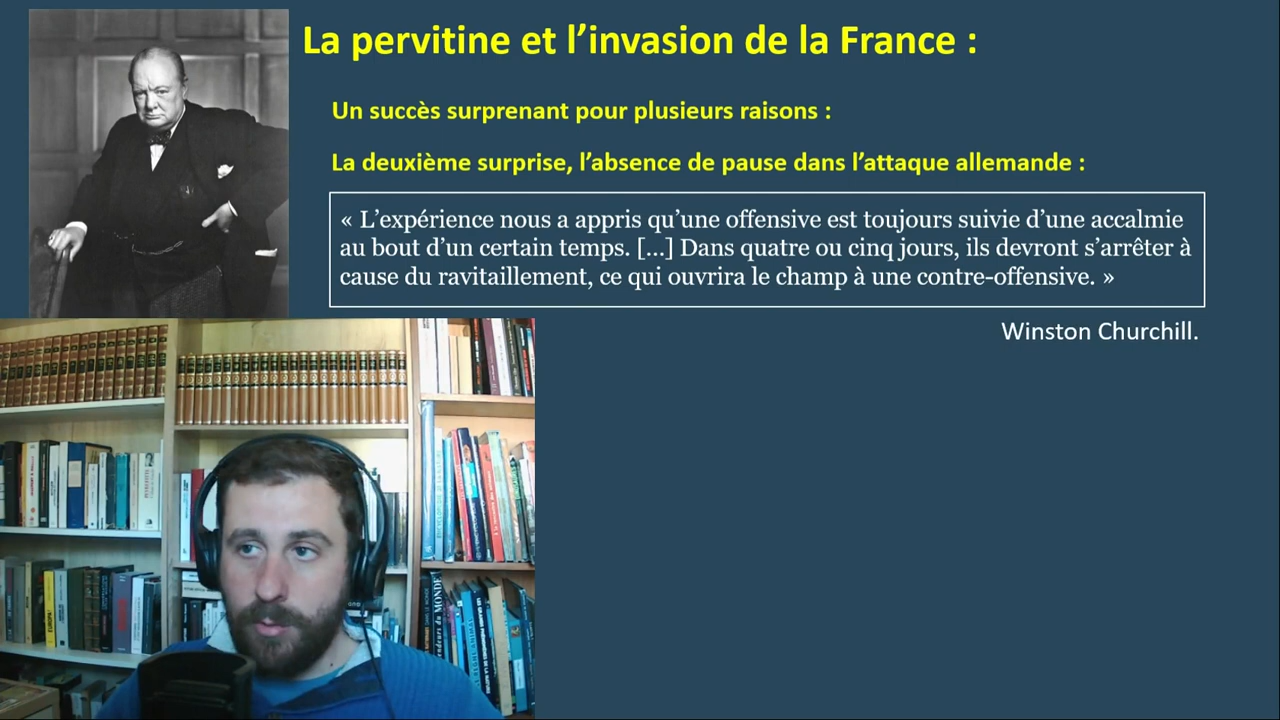 La pervitine et l’invasion de la France :
Un succès surprenant pour plusieurs raisons :
La deuxième surprise, l’absence de pause dans l’attaque allemande :
« L’expérience nous a appris qu’une offensive est toujours suivie d’une accalmie
au bout d’un certain temps. [...] Dans quatre ou cinq jours, ils devront s’arrêter à
cause du ravitaillement, ce qui ouvrira le champ à une contre-offensive. »
Winston Churchill.